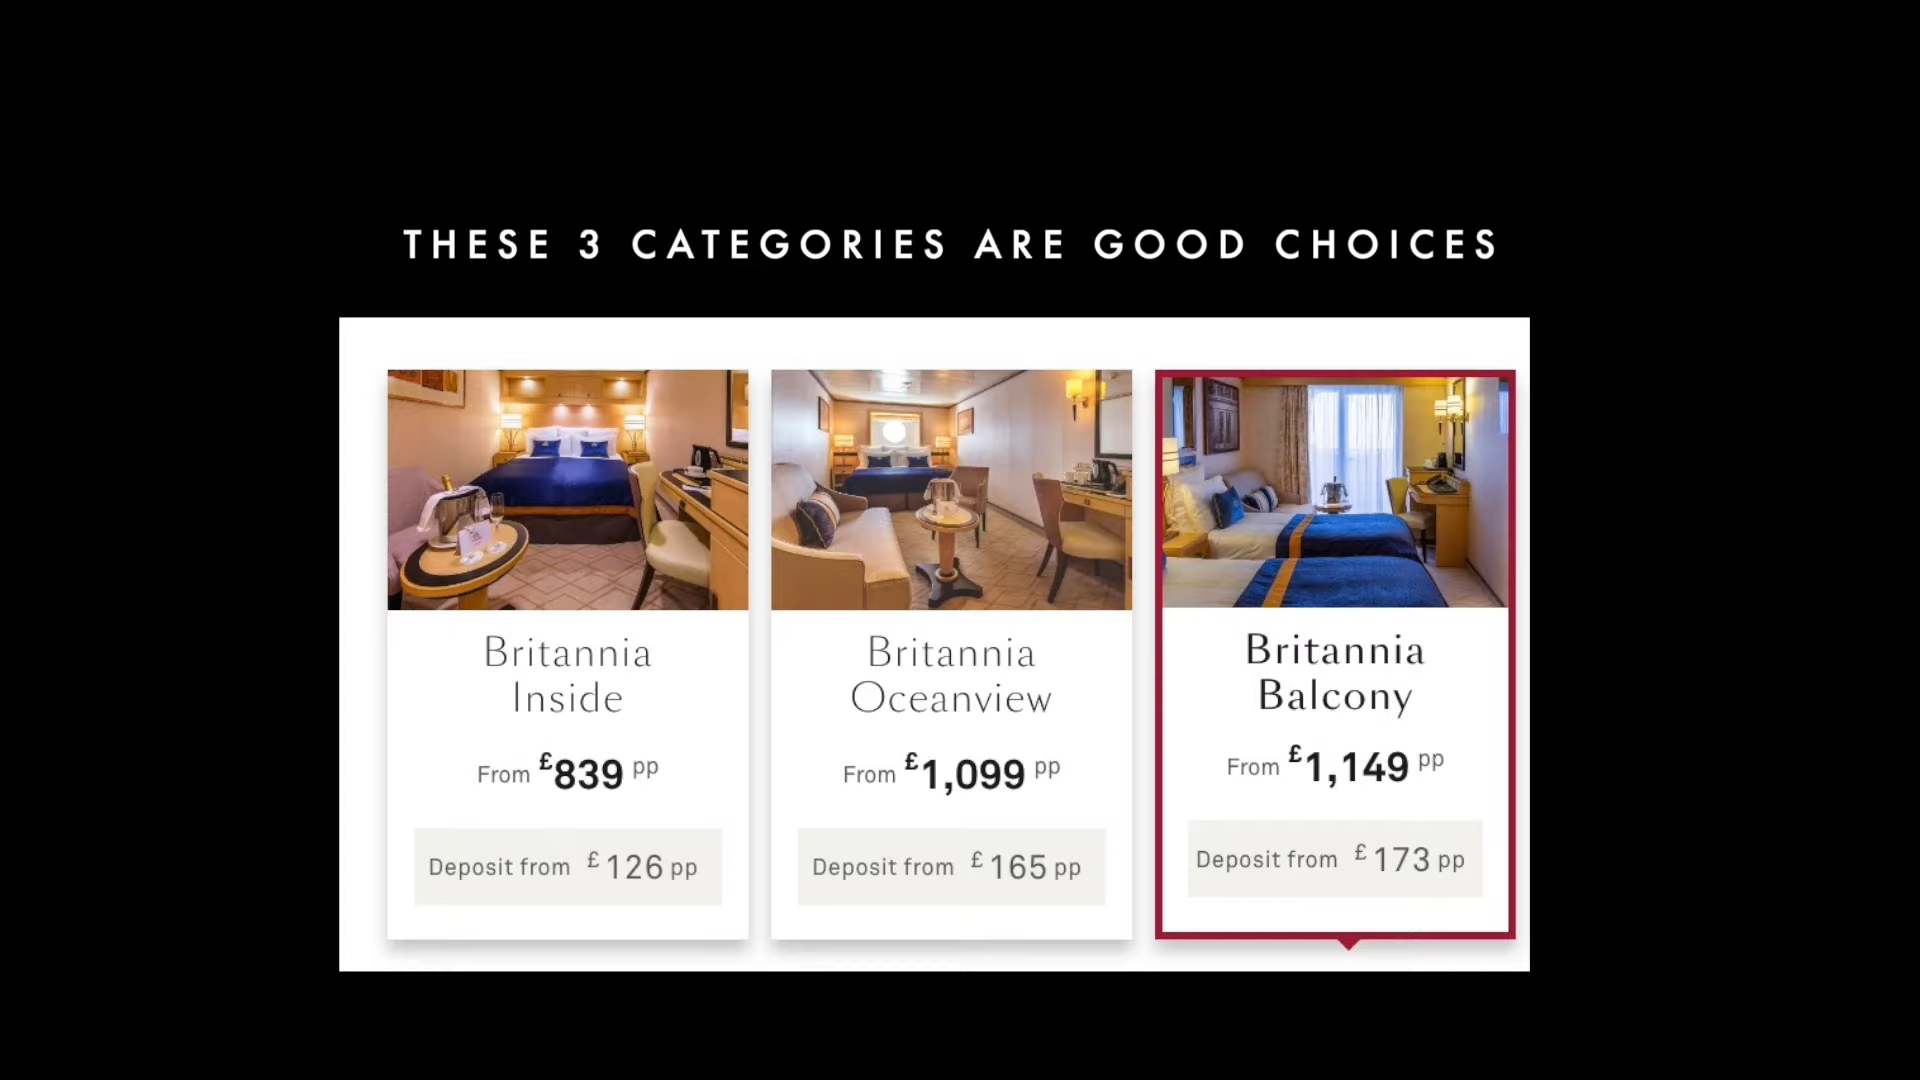 THESE 3 CATEGORIES ARE GOOD CHOICES
Britannia
Inside
From £839 pp
Deposit from £126 pp
Britannia
Oceanview
From £1,099 pp
Deposit from £165 pp
Britannia
Balcony
From £1,149 pp
Deposit from £173 pp